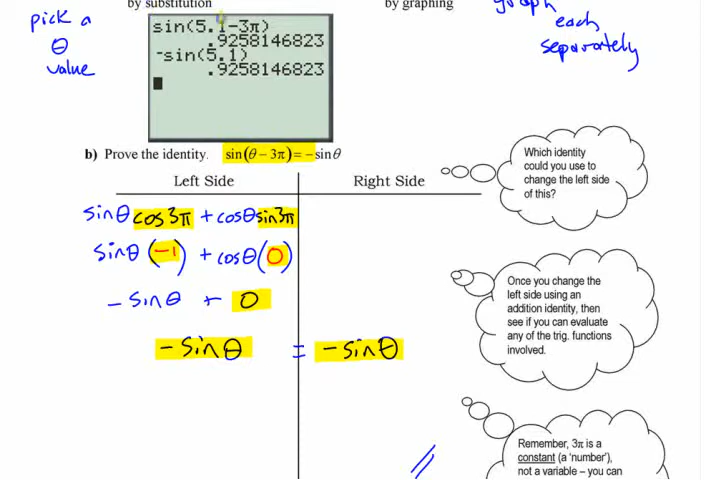 by substitution
by graphing
pick a
θ
value
graph
each
separately
sin(5.1-3π)
.9258146823
-sin(5.1)
.9258146823
b) Prove the identity. sin(θ − 3π) = −sinθ
Left Side
Right Side
sinθ cos3π + cosθ sin3π
sinθ (-1) + cosθ (0)
- sinθ + 0
- sinθ = - sinθ
Which identity
could you use to
change the left side
of this?
Once you change the
left side using an
addition identity, then
see if you can evaluate
any of the trig. functions
involved.
Remember, 3π is a
constant (a 'number'),
not a variable – you can